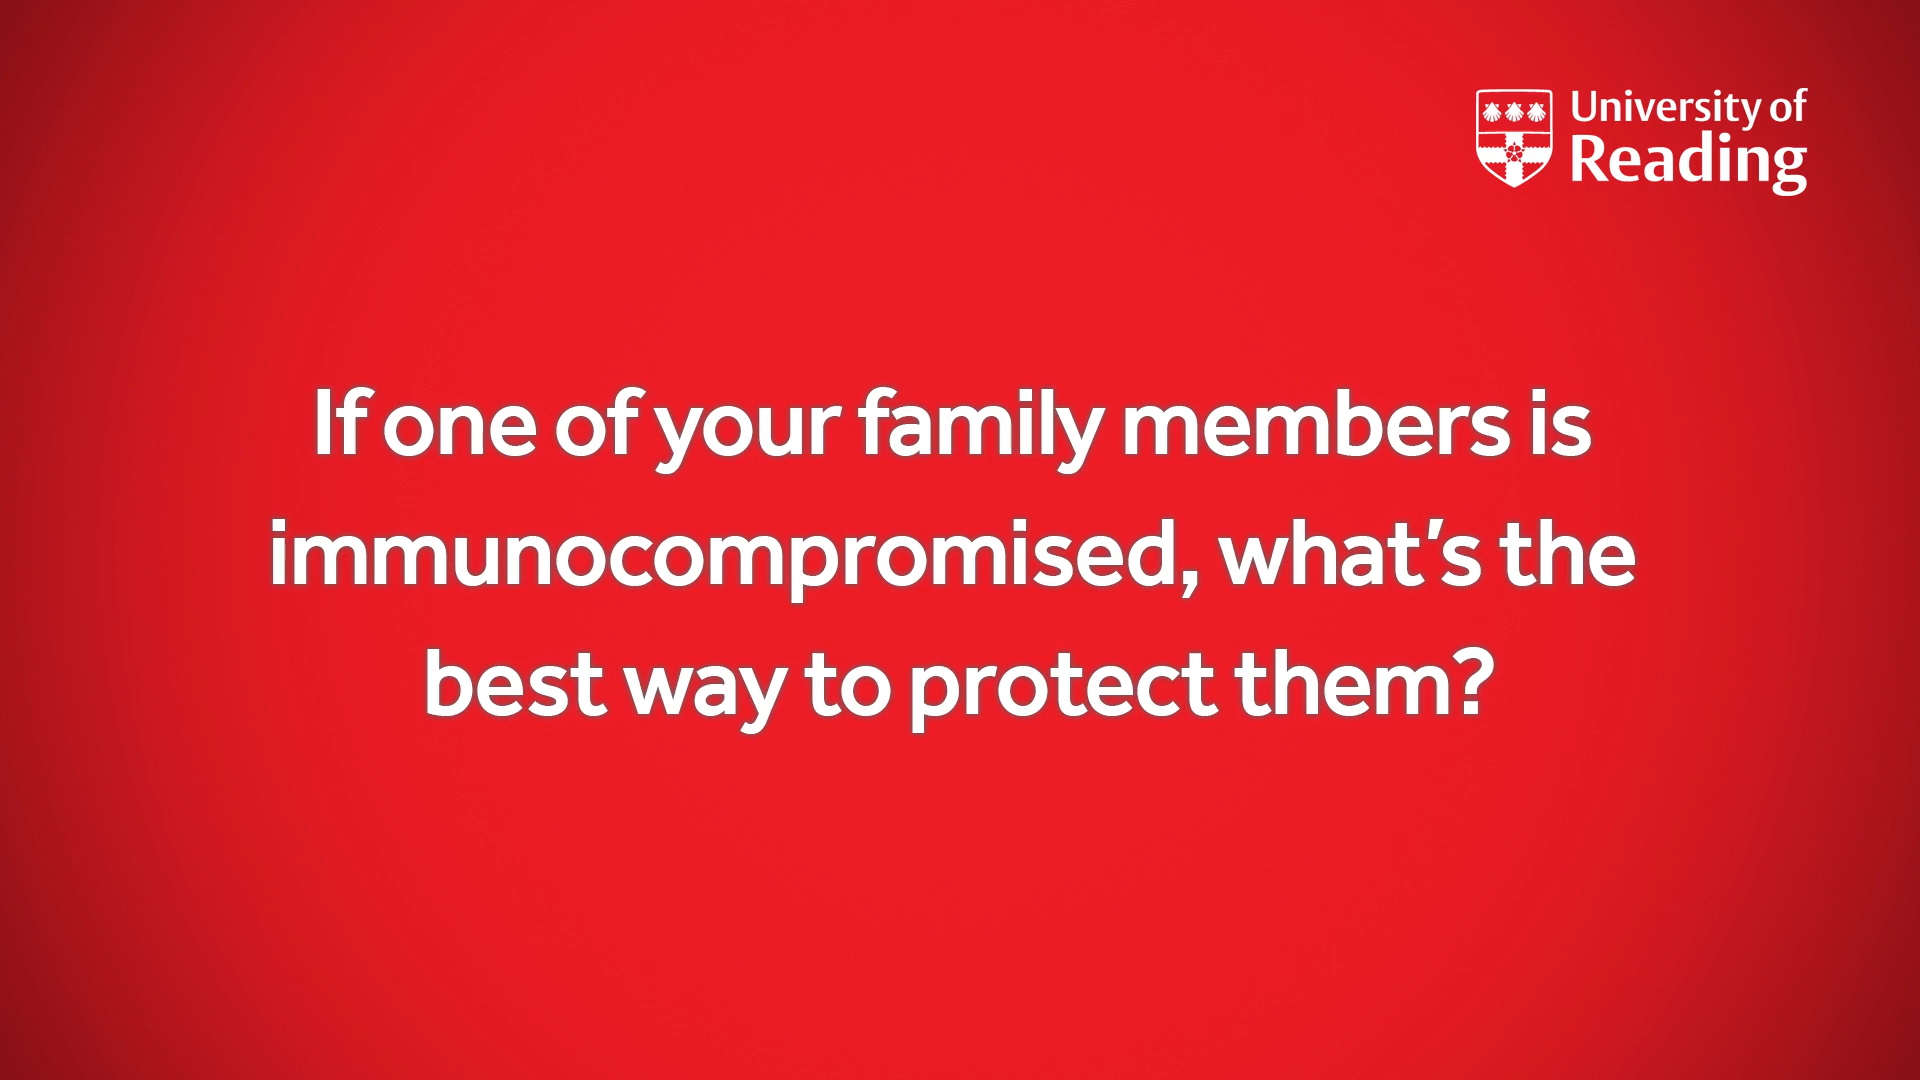 University of
Reading
If one of your family members is
immunocompromised, what's the
best way to protect them?